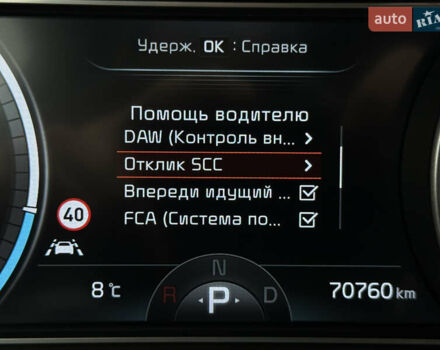 auto RIA
Удерж. OK : Справка
Помощь водителю
DAW (Контроль вн...
Отклик SCC
Впереди идущий ...
FCA (Система по...
40
N
8°c R P D 70760 km